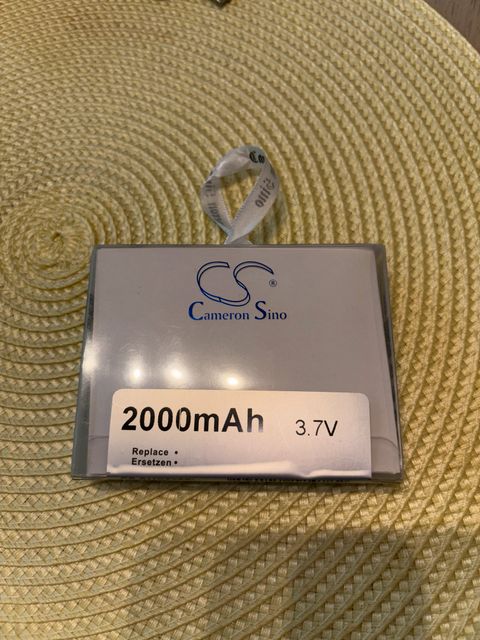 CS ®
Cameron Sino
2000mAh 3.7V
Replace •
Ersetzen •